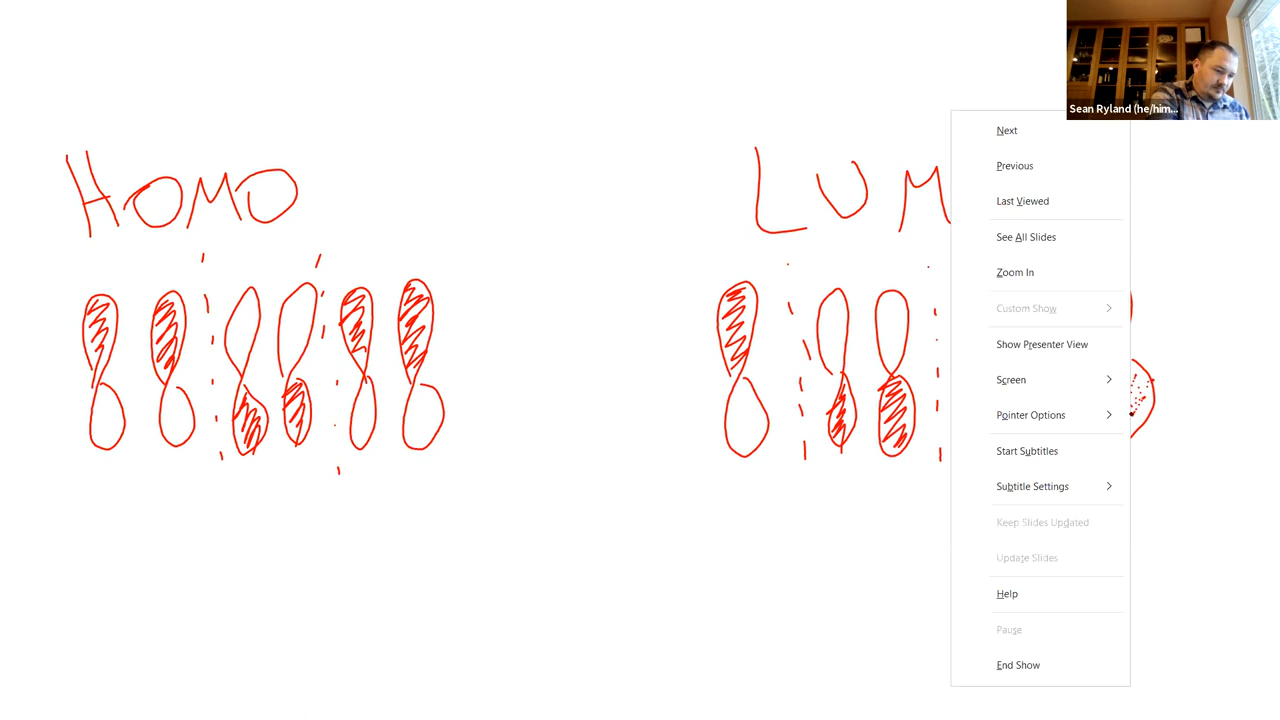 Sean Ryland (he/him...
HOMO
LUM
Next
Previous
Last Viewed
See All Slides
Zoom In
Custom Show
Show Presenter View
Screen
Pointer Options
Start Subtitles
Subtitle Settings
Keep Slides Updated
Update Slides
Help
Pause
End Show